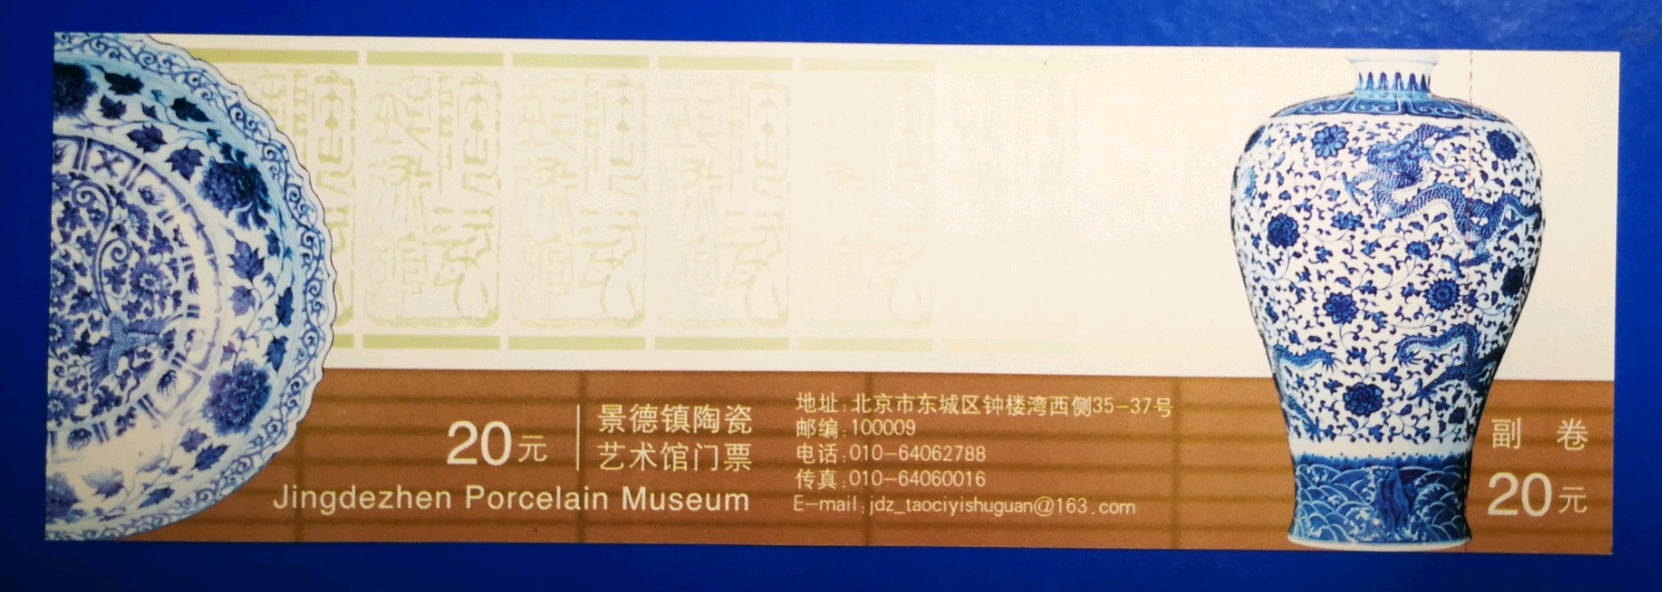 20元
景德镇陶瓷
艺术馆门票
Jingdezhen Porcelain Museum
地址:北京市东城区钟楼湾西侧35-37号
邮编:100009
电话:010-64062788
传真:010-64060016
E-mail:jdz_taociyishuguan@163.com
副 卷
20元